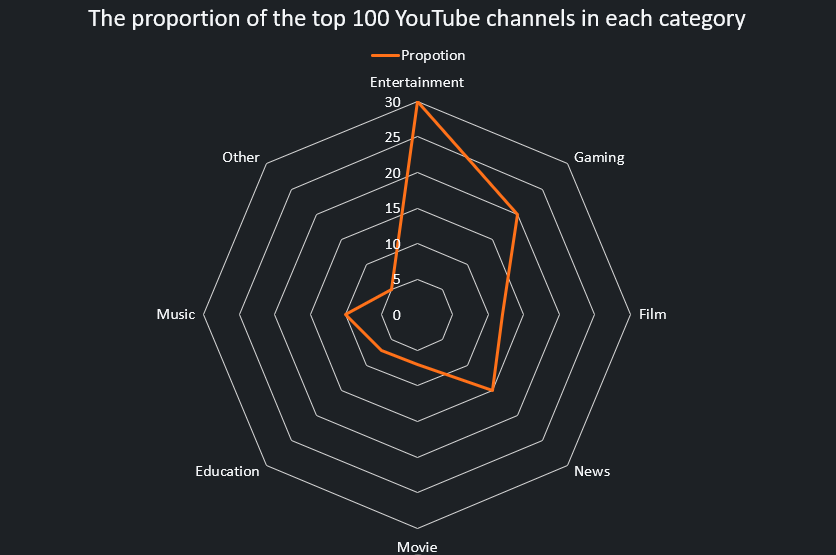 The proportion of the top 100 YouTube channels in each category
Propotion
Entertainment
30
Other
Gaming
25
20
15
10
5
Music
0
Film
Education
News
Movie